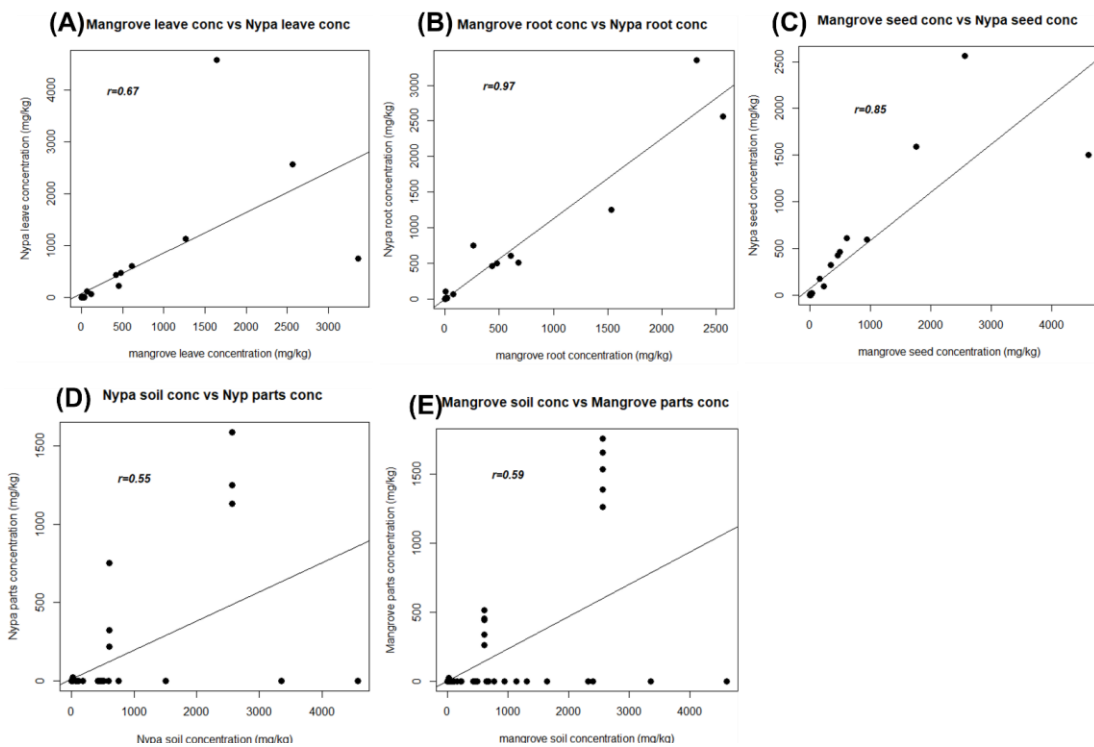 (A) Mangrove leave conc vs Nypa leave conc
r=0.67
Nypa leave concentration (mg/kg)
0 1000 2000 3000 4000
0 500 1000 1500 2000 2500 3000
mangrove leave concentration (mg/kg)
(B) Mangrove root conc vs Nypa root conc
r=0.97
Nypa root concentration (mg/kg)
0 500 1000 1500 2000 2500 3000
0 500 1000 1500 2000 2500
mangrove root concentration (mg/kg)
(C) Mangrove seed conc vs Nypa seed conc
r=0.85
Nypa seed concentration (mg/kg)
0 500 1000 1500 2000 2500
0 1000 2000 3000 4000
mangrove seed concentration (mg/kg)
(D) Nypa soil conc vs Nyp parts conc
r=0.55
Nypa parts concentration (mg/kg)
0 500 1000 1500
0 1000 2000 3000 4000
Nypa soil concentration (mg/kg)
(E) Mangrove soil conc vs Mangrove parts conc
r=0.59
Mangrove parts concentration (mg/kg)
0 500 1000 1500
0 1000 2000 3000 4000
mangrove soil concentration (mg/kg)